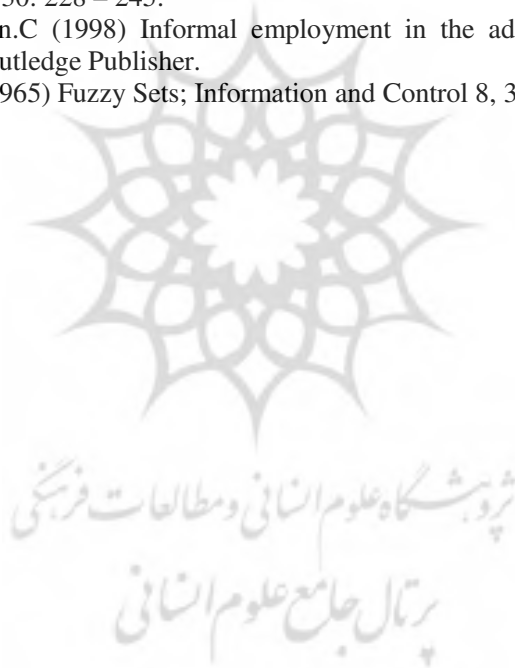 50: 228 – 245.
n.C (1998) Informal employment in the ad
utledge Publisher.
965) Fuzzy Sets; Information and Control 8, 3
پژوهشگاه علوم انسانی و مطالعات فرهنگی
پرتال جامع علوم انسانی